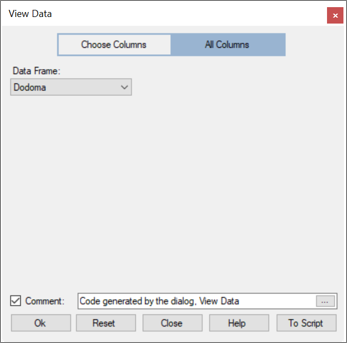 View Data
Choose Columns All Columns
Data Frame:
Dodoma
Comment: Code generated by the dialog, View Data ...
Ok Reset Close Help To Script